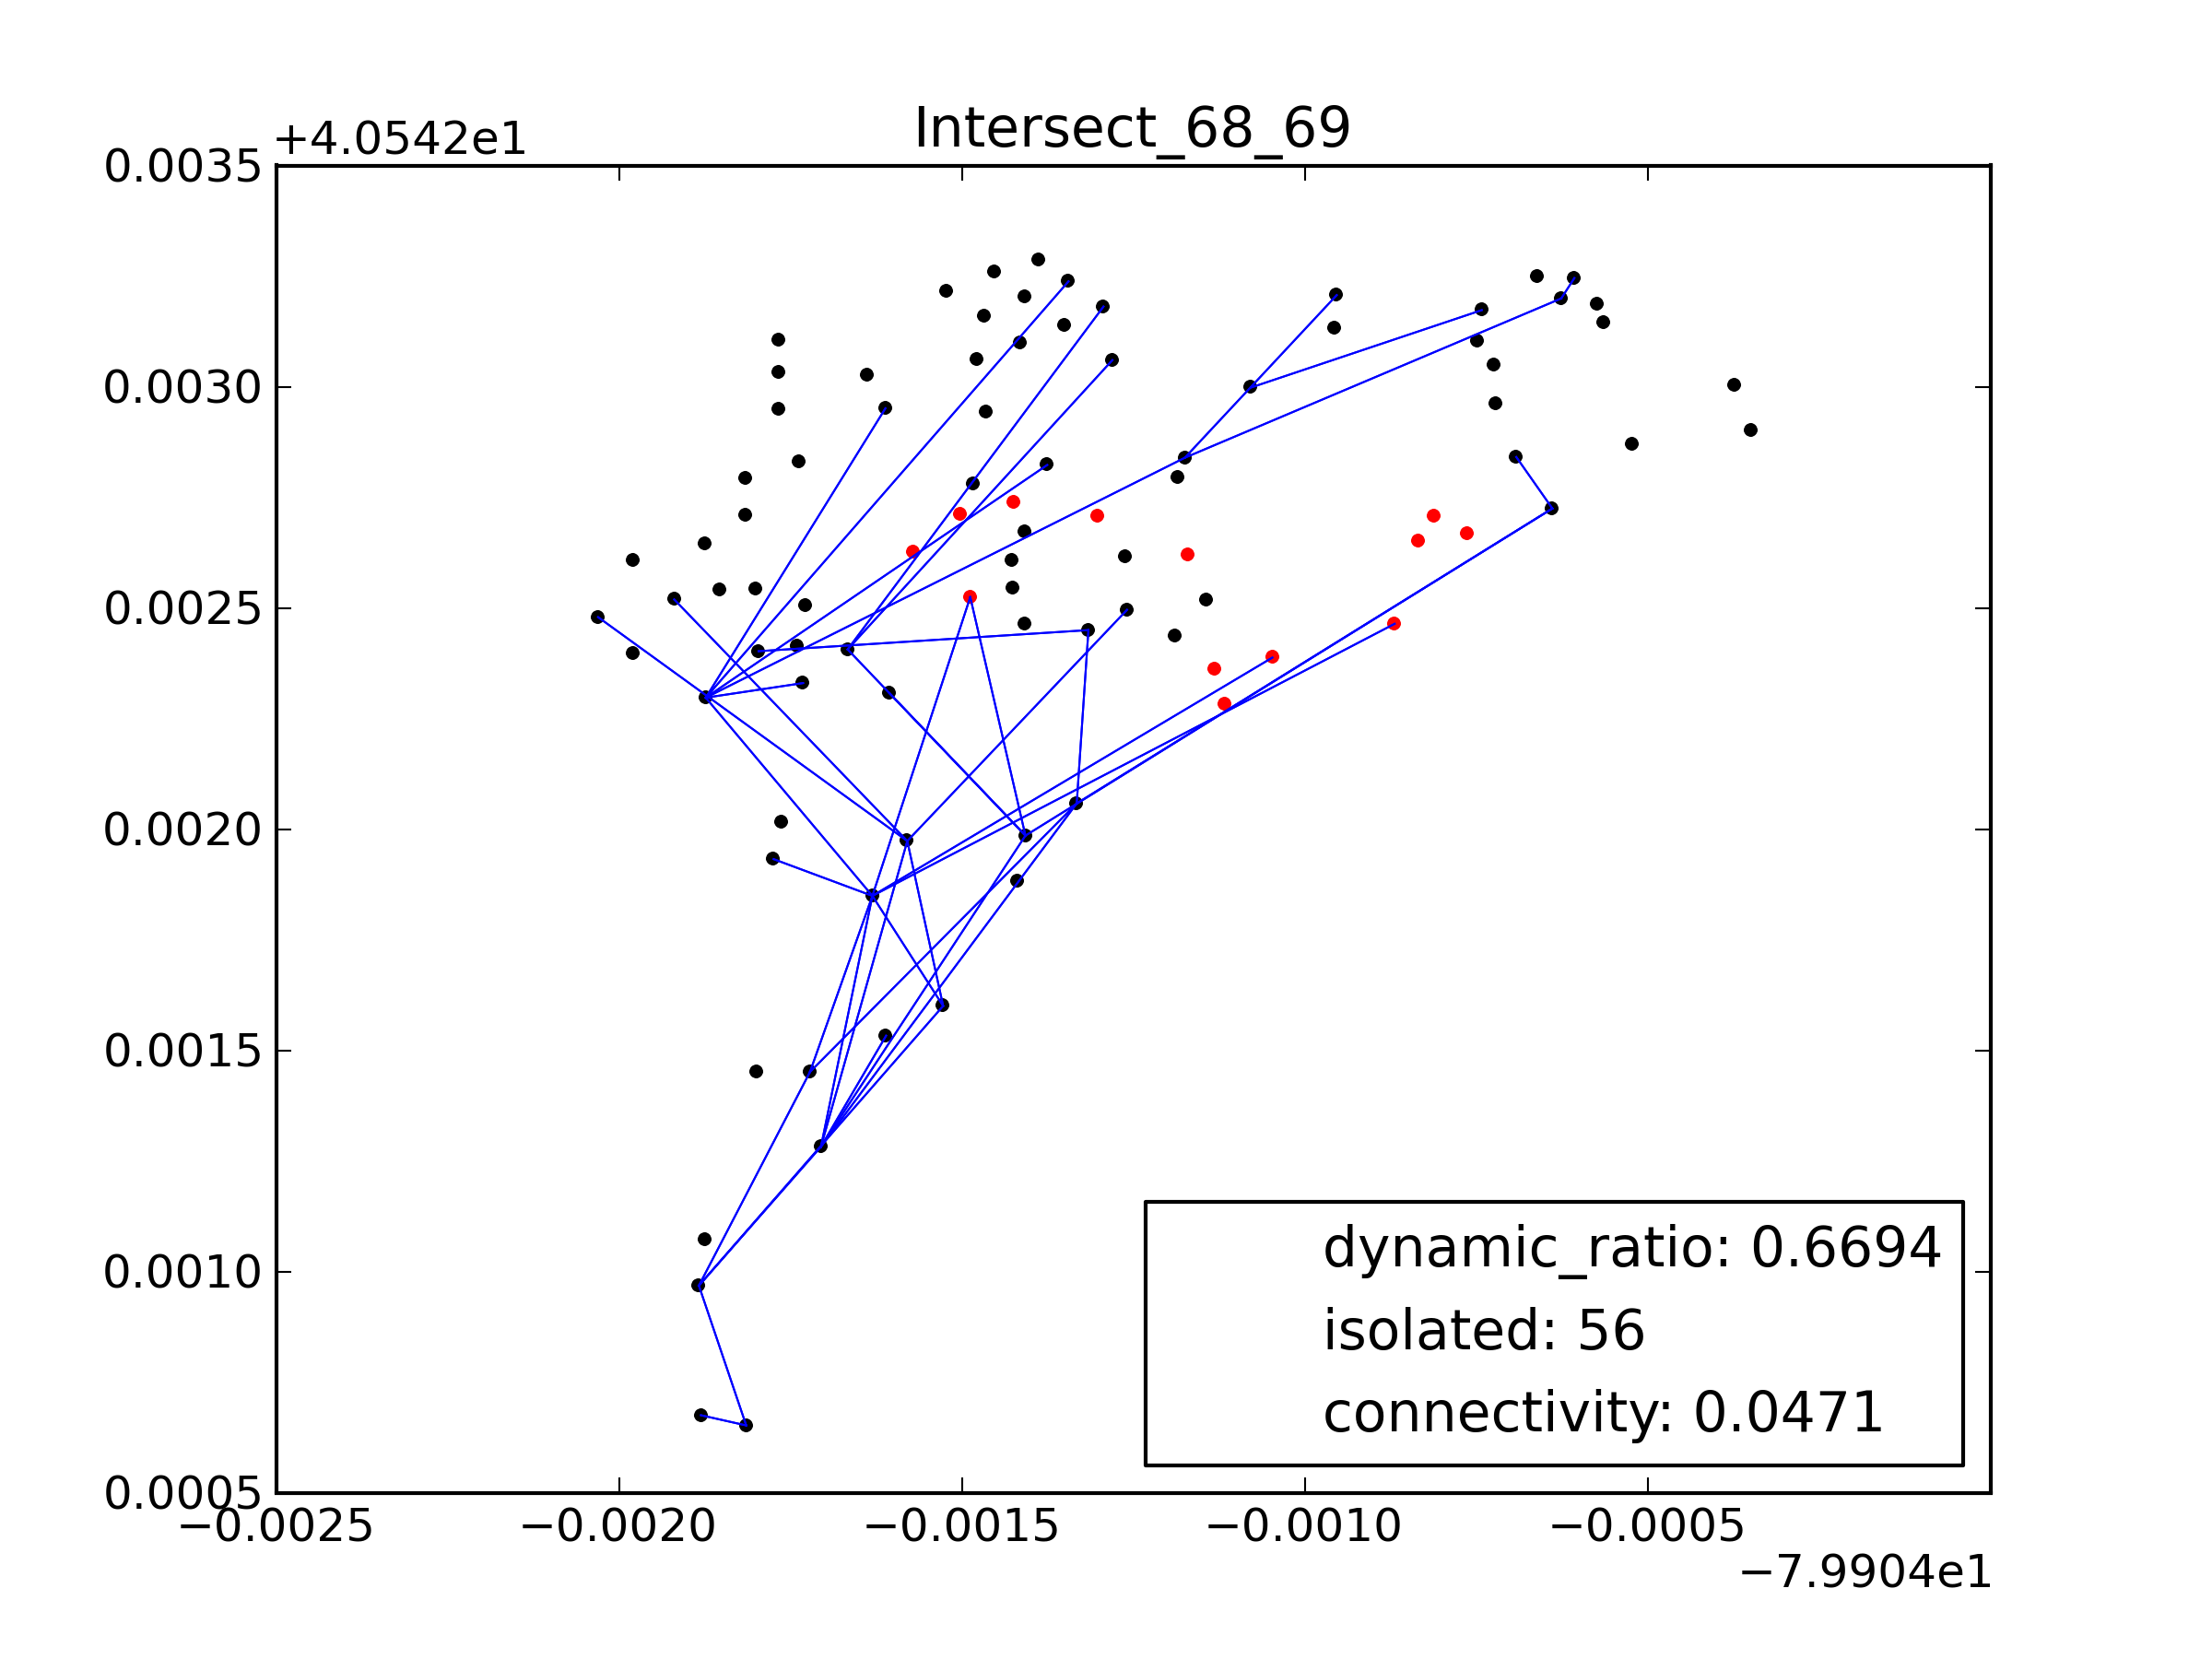 Intersect_68_69
+4.0542e1
0.0035
0.0030
0.0025
0.0020
0.0015
0.0010
0.0005
dynamic_ratio: 0.6694
isolated: 56
connectivity: 0.0471
−0.0025 −0.0020 −0.0015 −0.0010 −0.0005
−7.9904e1